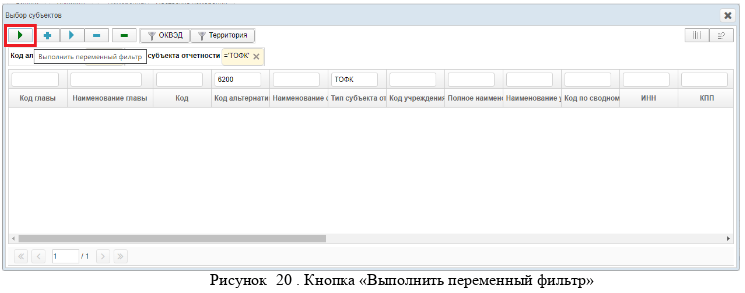 Выбор субъектов
ОКВЭД Территория
Код ал субъекта отчетности ='ТОФК'
Выполнить переменный фильтр
6200 ТОФК
Код главы Наименование главы Код Код альтернати Наименование с Тип субъекта от Код учреждения Полное наимен Наименование у Код по сводном ИНН КПП
1 / 1
Рисунок 20 . Кнопка «Выполнить переменный фильтр»